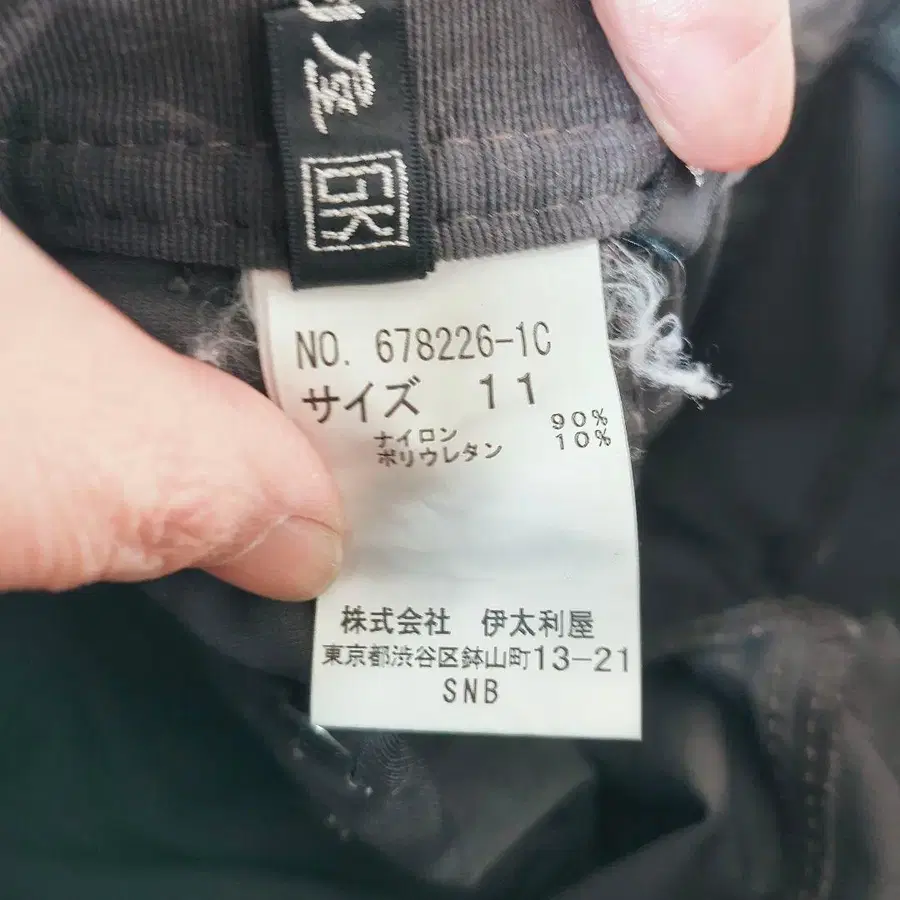 屋
GK
NO. 678226-1C
サイズ 11
ナイロン 90%
ポリウレタン 10%
株式会社 伊太利屋
東京都渋谷区鉢山町13-21
SNB